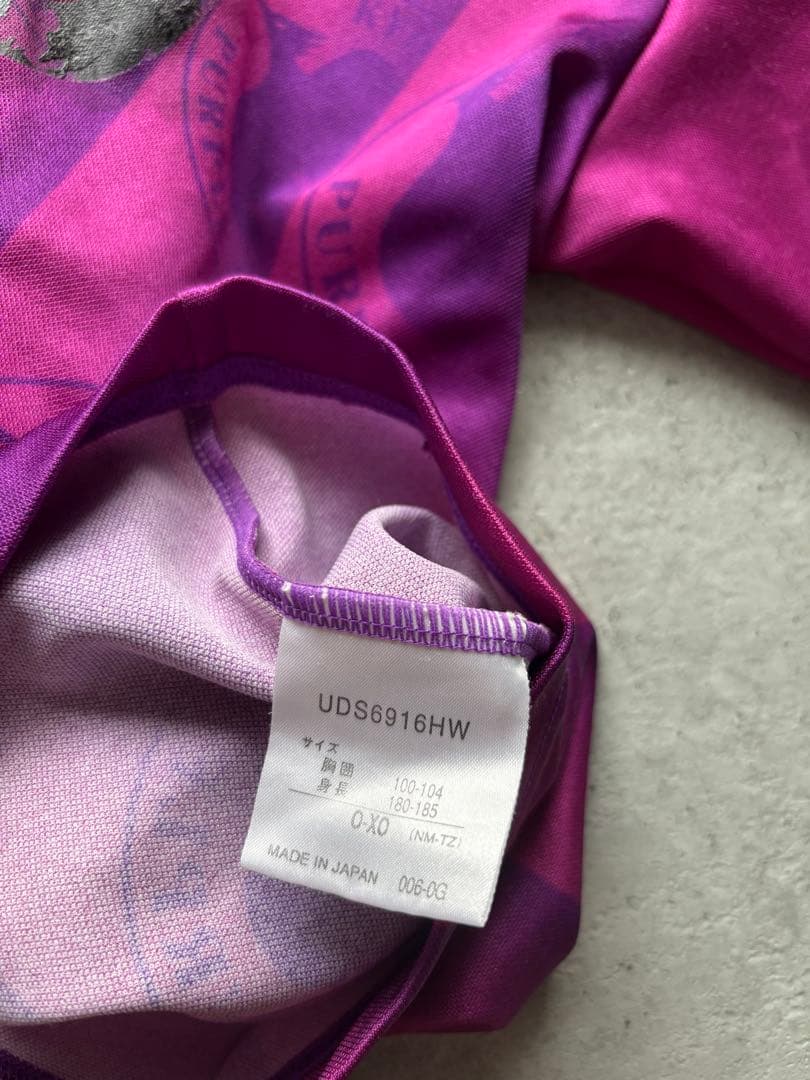 PUR
PUR
UDS6916HW
サイズ
胸囲 100-104
身長 180-185
O-XO (NM-TZ)
MADE IN JAPAN 006-0G